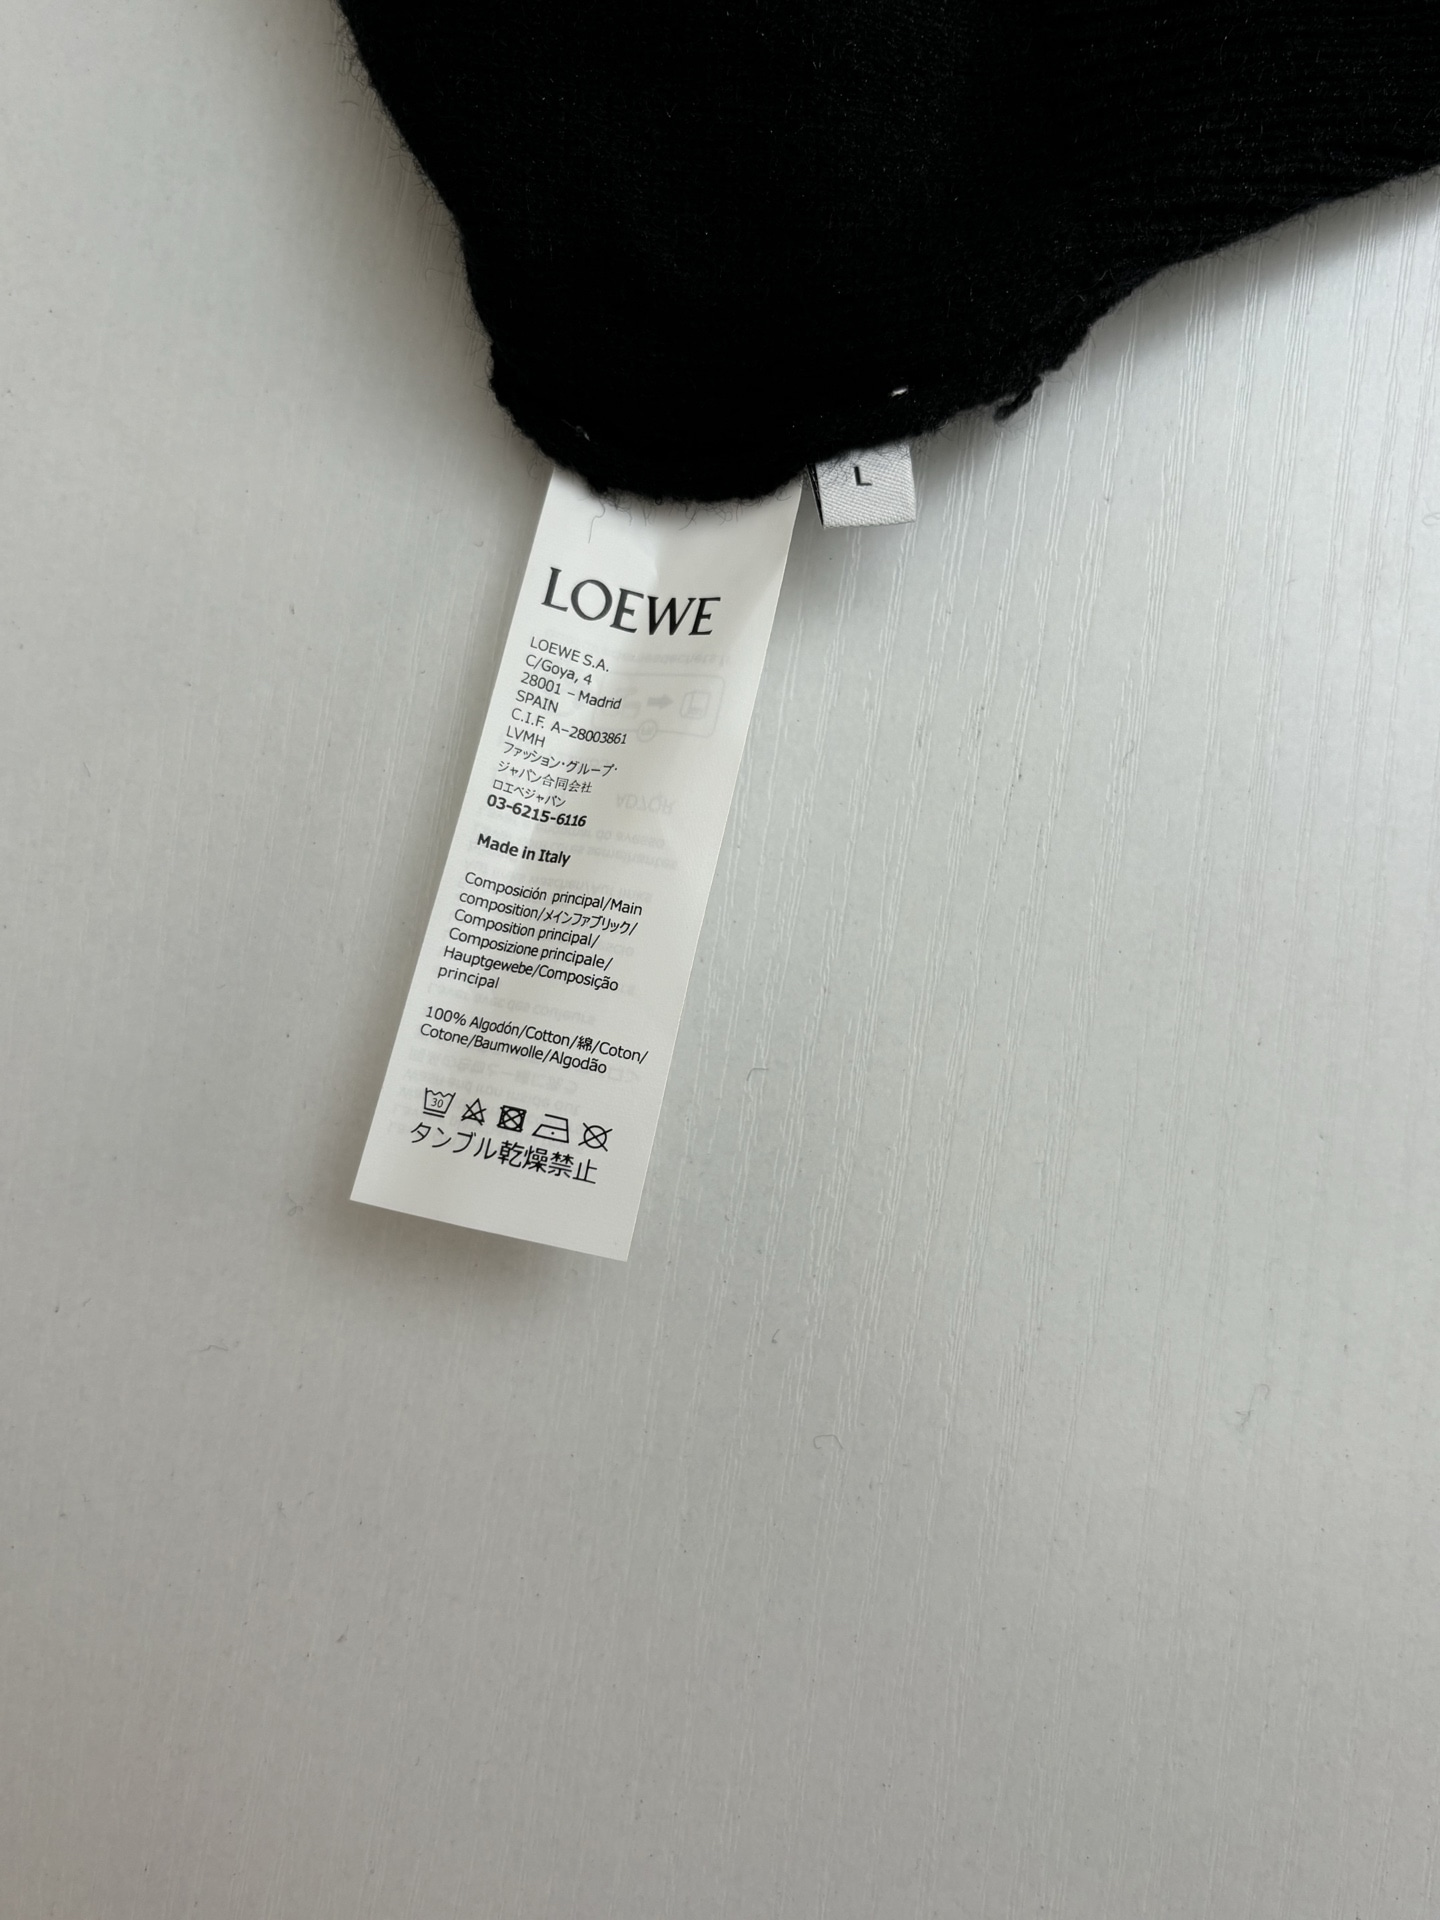 L
LOEWE
LOEWE S.A.
C/Goya, 4
28001 - Madrid
SPAIN
C.I.F. A-28003861
LVMH
ファッション・グループ・
ジャパン合同会社
ロエベジャパン
03-6215-6116
Made in Italy
Composición principal/Main
composition/メインファブリック/
Composition principal/
Composizione principale/
Hauptgewebe/Composição
principal
100% Algodón/Cotton/綿/Coton/
Cotone/Baumwolle/Algodão
30
タンブル乾燥禁止